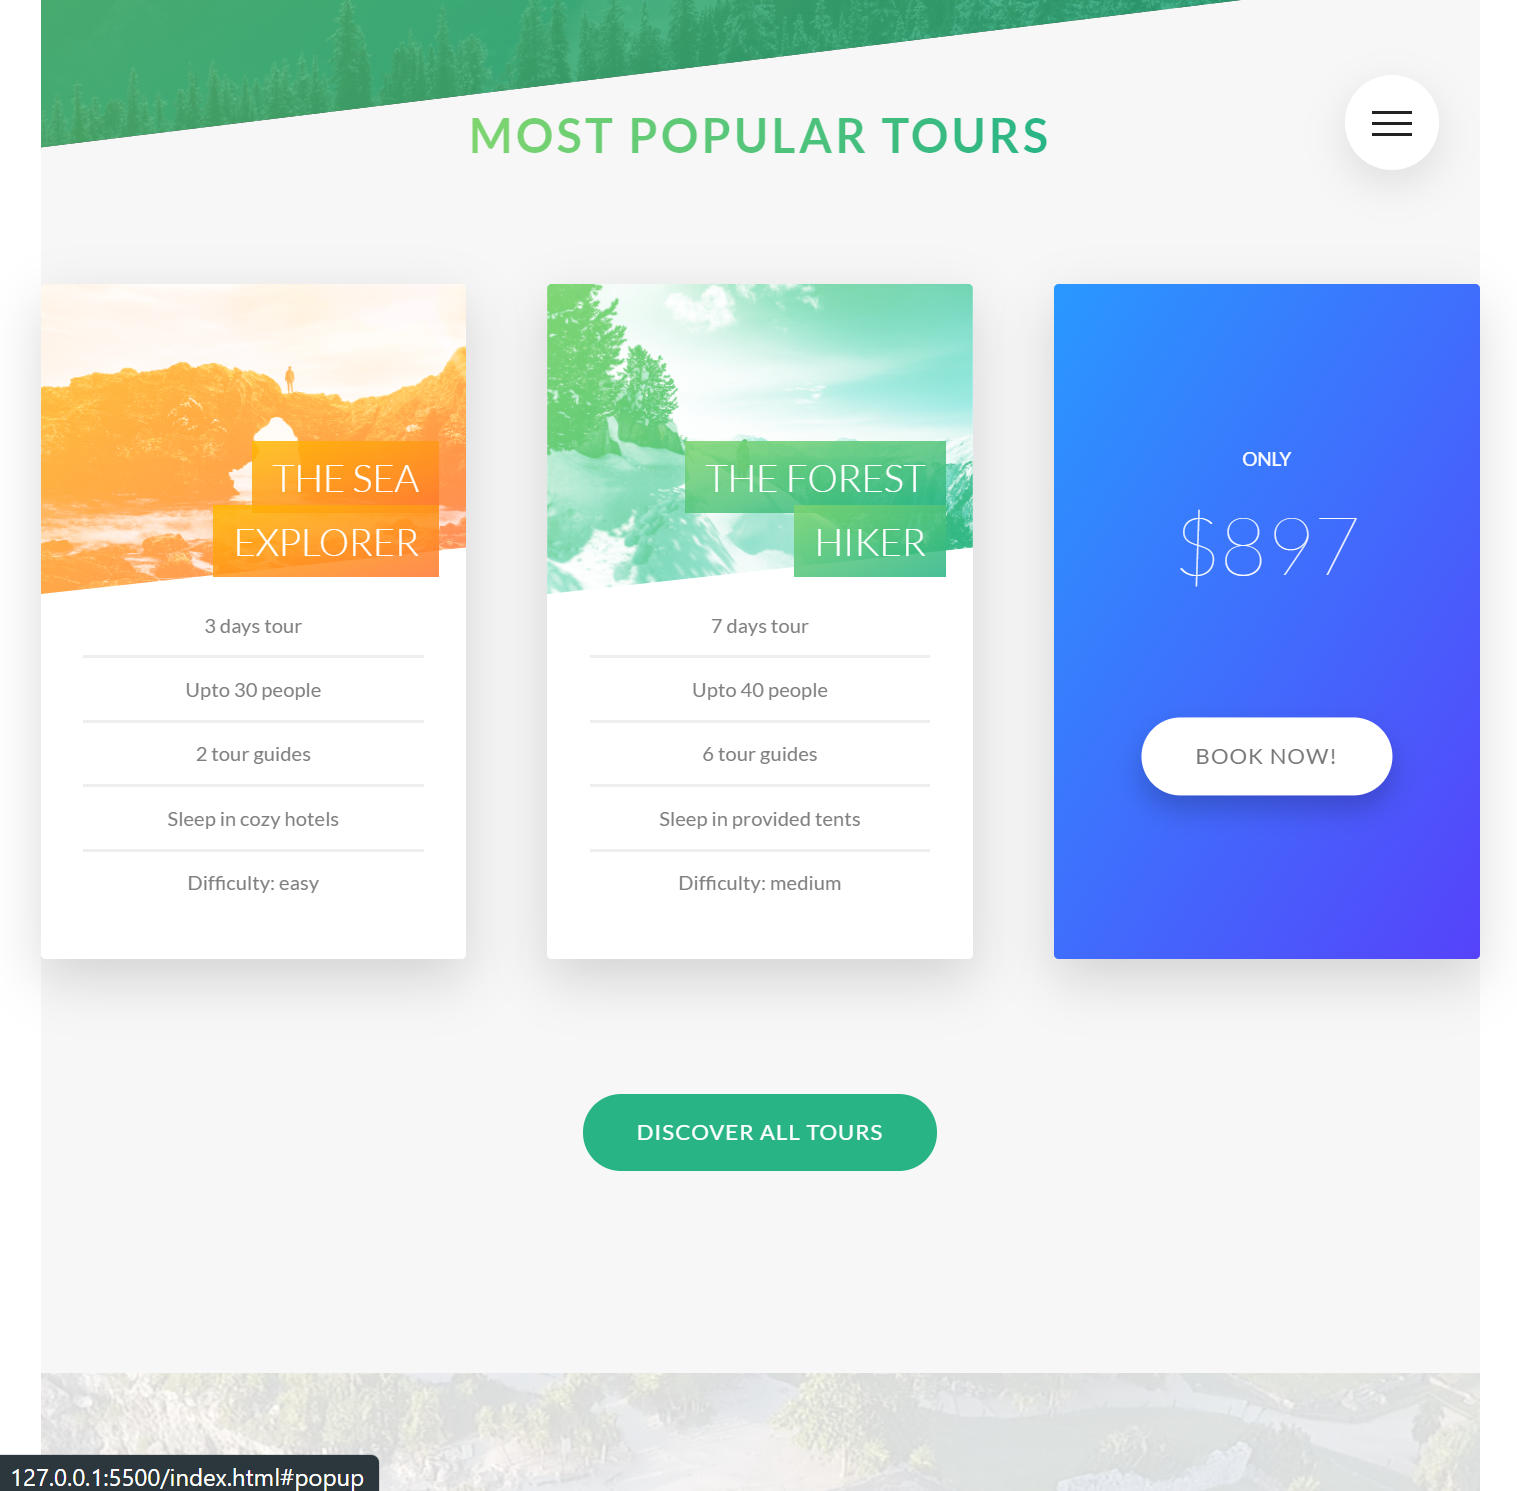 MOST POPULAR TOURS
THE SEA
EXPLORER
3 days tour
Upto 30 people
2 tour guides
Sleep in cozy hotels
Difficulty: easy
THE FOREST
HIKER
7 days tour
Upto 40 people
6 tour guides
Sleep in provided tents
Difficulty: medium
ONLY
$897
BOOK NOW!
DISCOVER ALL TOURS
127.0.0.1:5500/index.html#popup